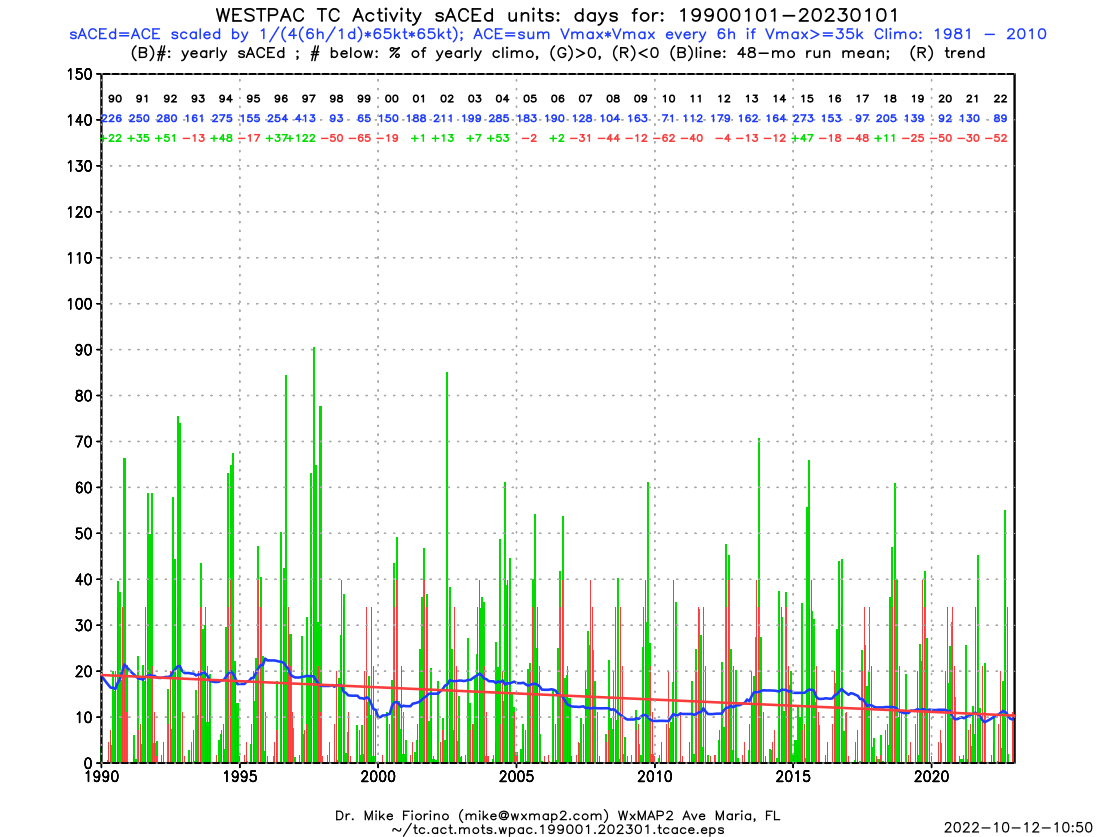 WESTPAC TC Activity sACEd units: days for: 19900101-20230101
sACEd=ACE scaled by 1/(4(6h/1d)*65kt*65kt); ACE=sum Vmax*Vmax every 6h if Vmax>=35k Climo: 1981 - 2010
(B)#: yearly sACEd ; # below: % of yearly climo, (G)>0, (R)<0 (B)line: 48-mo run mean; (R) trend
150
90 91 92 93 94 95 96 97 98 99 00 01 02 03 04 05 06 07 08 09 10 11 12 13 14 15 16 17 18 19 20 21 22
140 226 250 280 161 275 155 254 413 93 65 150 188 211 199 285 183 190 128 104 163 71 112 179 162 164 273 153 97 205 139 92 130 89
+22 +35 +51 -13 +48 -17 +37 +122 -50 -65 -19 +1 +13 +7 +53 -2 +2 -31 -44 -12 -62 -40 -4 -13 -12 +47 -18 -48 +11 -25 -50 -30 -52
130
120
110
100
90
80
70
60
50
40
30
20
10
0
1990 1995 2000 2005 2010 2015 2020
Dr. Mike Fiorino (mike@wxmap2.com) WxMAP2 Ave Maria, FL
~/tc.act.mots.wpac.199001.202301.tcace.eps
2022-10-12-10:50